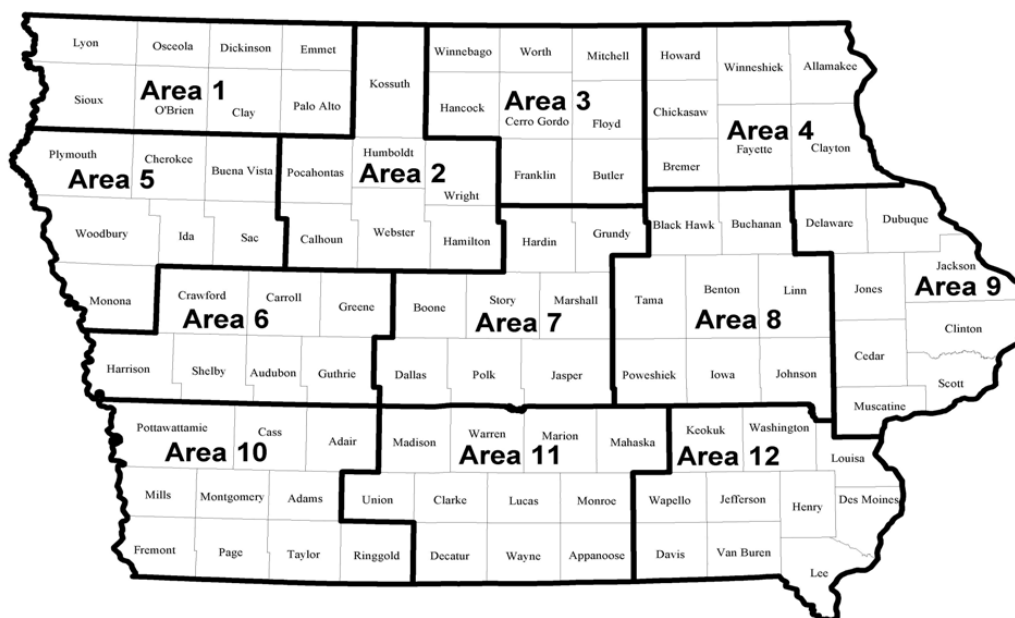 Lyon Osceola Dickinson Emmet
Kossuth
Winnebago Worth Mitchell
Howard Winneshiek Allamakee
Sioux O'Brien Clay Palo Alto
Area 1
Hancock Cerro Gordo Floyd
Area 3
Chickasaw
Area 4
Bremer Fayette Clayton
Plymouth Cherokee Buena Vista
Area 5
Pocahontas Humboldt Wright
Area 2
Franklin Butler
Woodbury Ida Sac
Calhoun Webster Hamilton
Hardin Grundy
Black Hawk Buchanan Delaware Dubuque
Monona
Crawford Carroll Greene
Area 6
Boone Story Marshall
Area 7
Tama Benton Linn
Area 8
Jones Jackson
Area 9
Clinton
Harrison Shelby Audubon Guthrie
Dallas Polk Jasper
Poweshiek Iowa Johnson
Cedar Scott
Muscatine
Pottawattamie Cass Adair
Area 10
Madison Warren Marion Mahaska
Area 11
Keokuk Washington
Area 12
Louisa
Mills Montgomery Adams
Union Clarke Lucas Monroe
Wapello Jefferson Henry Des Moines
Fremont Page Taylor Ringgold
Decatur Wayne Appanoose
Davis Van Buren
Lee